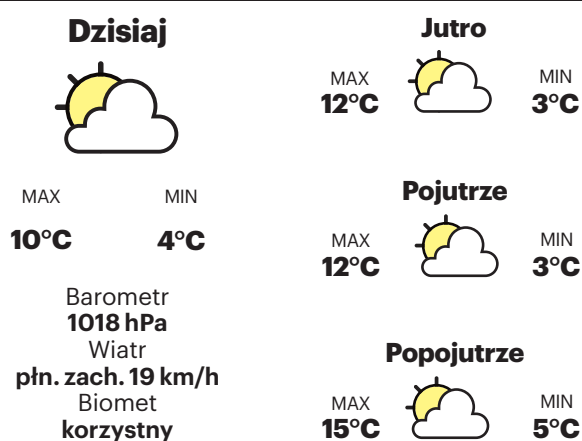 Dzisiaj
MAX MIN
10°C 4°C
Barometr
1018 hPa
Wiatr
płn. zach. 19 km/h
Biomet
korzystny
Jutro
MAX MIN
12°C 3°C
Pojutrze
MAX MIN
12°C 3°C
Popojutrze
MAX MIN
15°C 5°C